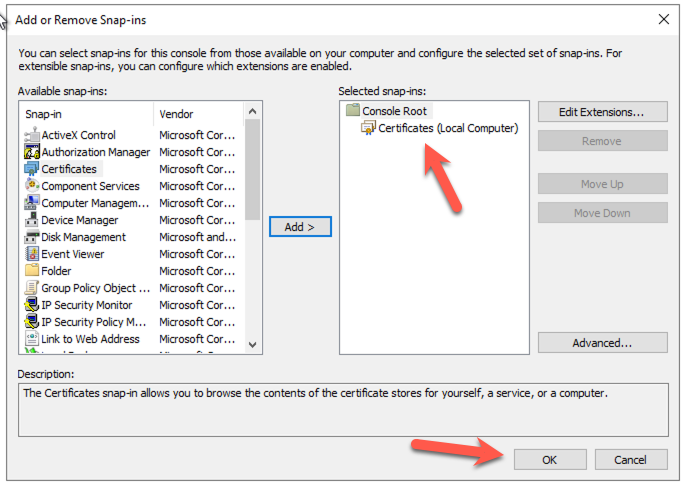 Add or Remove Snap-ins
You can select snap-ins for this console from those available on your computer and configure the selected set of snap-ins. For
extensible snap-ins, you can configure which extensions are enabled.
Available snap-ins:
Snap-in Vendor
ActiveX Control Microsoft Cor...
Authorization Manager Microsoft Cor...
Certificates Microsoft Cor...
Component Services Microsoft Cor...
Computer Managem... Microsoft Cor...
Device Manager Microsoft Cor...
Disk Management Microsoft and...
Event Viewer Microsoft Cor...
Folder Microsoft Cor...
Group Policy Object ... Microsoft Cor...
IP Security Monitor Microsoft Cor...
IP Security Policy M... Microsoft Cor...
Link to Web Address Microsoft Cor...
Add >
Selected snap-ins:
Console Root
Certificates (Local Computer)
Edit Extensions...
Remove
Move Up
Move Down
Advanced...
Description:
The Certificates snap-in allows you to browse the contents of the certificate stores for yourself, a service, or a computer.
OK
Cancel